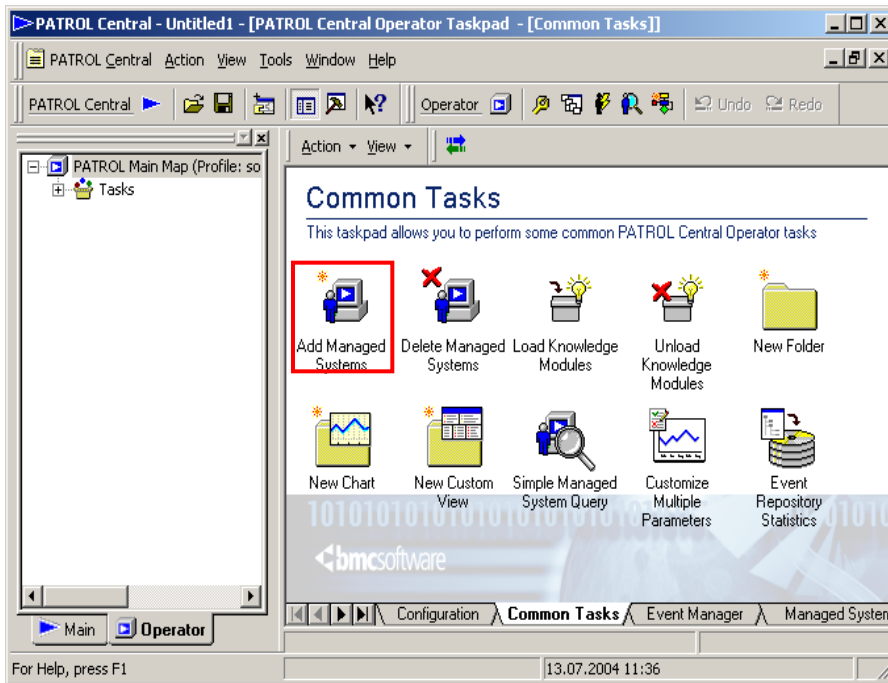 PATROL Central - Untitled1 - [PATROL Central Operator Taskpad - [Common Tasks]]
PATROL Central Action View Tools Window Help
PATROL Central Operator Undo Redo
PATROL Main Map (Profile: so
Tasks
Action View
Common Tasks
This taskpad allows you to perform some common PATROL Central Operator tasks
Add Managed
Systems
Delete Managed
Systems
Load Knowledge
Modules
Unload
Knowledge
Modules
New Folder
New Chart
New Custom
View
Simple Managed
System Query
Customize
Multiple
Parameters
Event
Repository
Statistics
bmcsoftware
Configuration Common Tasks Event Manager Managed System
Main Operator
For Help, press F1
13.07.2004 11:36